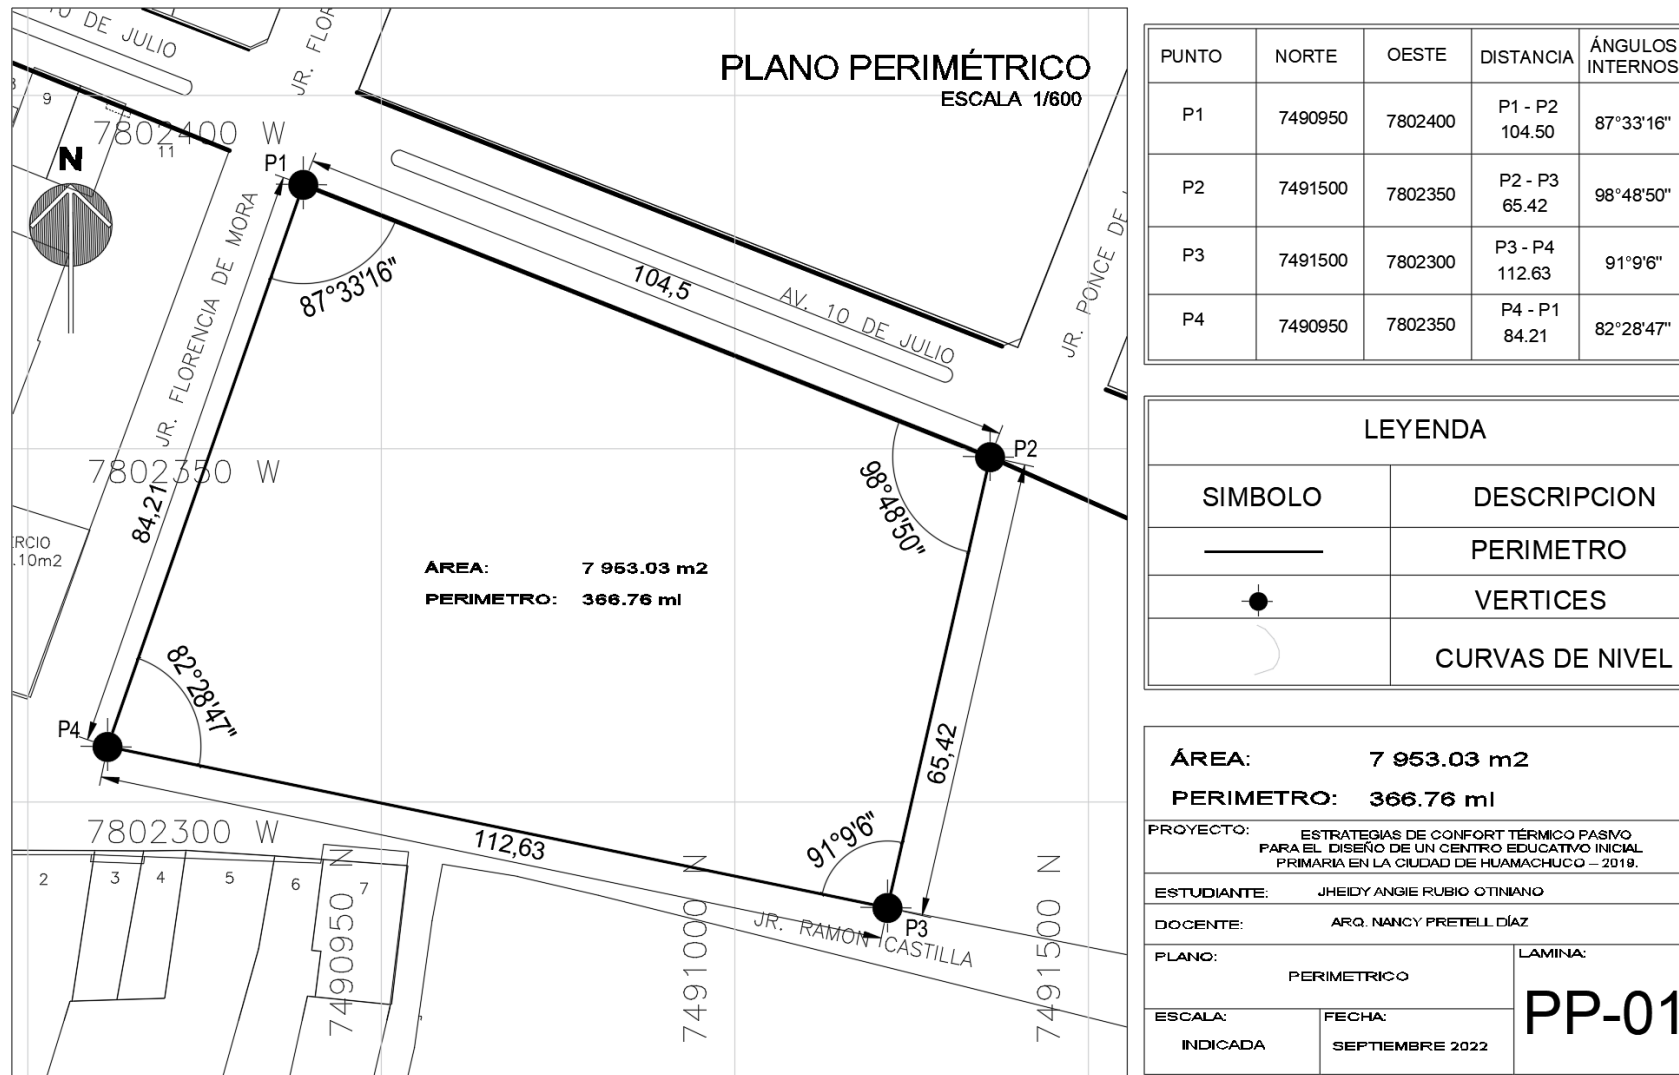 10 DE JULIO
JR. FLOR
PLANO PERIMÉTRICO
ESCALA 1/600
9
7802400 W
11
N
P1
JR. FLORENCIA DE MORA
87°33'16"
104,5
AV. 10 DE JULIO
JR. PONCE DE
P2
98°48'50"
7802350 W
84,21
RCIO
.10m2
ÁREA: 7 953.03 m2
PERIMETRO: 366.76 ml
82°28'47"
P4
65,42
91°9'6"
7802300 W
112,63
P3
JR. RAMON CASTILLA
2
3
4
5
6
7
7490950 N
7491000 N
7491500 N
PUNTO NORTE OESTE DISTANCIA ÁNGULOS INTERNOS
P1 7490950 7802400 P1 - P2 104.50 87°33'16"
P2 7491500 7802350 P2 - P3 65.42 98°48'50"
P3 7491500 7802300 P3 - P4 112.63 91°9'6"
P4 7490950 7802350 P4 - P1 84.21 82°28'47"
LEYENDA
SIMBOLO DESCRIPCION
PERIMETRO
VERTICES
CURVAS DE NIVEL
ÁREA: 7 953.03 m2
PERIMETRO: 366.76 ml
PROYECTO: ESTRATEGIAS DE CONFORT TÉRMICO PASIVO
PARA EL DISEÑO DE UN CENTRO EDUCATIVO INICIAL
PRIMARIA EN LA CIUDAD DE HUAMACHUCO – 2019.
ESTUDIANTE: JHEIDY ANGIE RUBIO OTINIANO
DOCENTE: ARQ. NANCY PRETELL DÍAZ
PLANO:
PERIMETRICO
LAMINA:
PP-01
ESCALA:
INDICADA
FECHA:
SEPTIEMBRE 2022